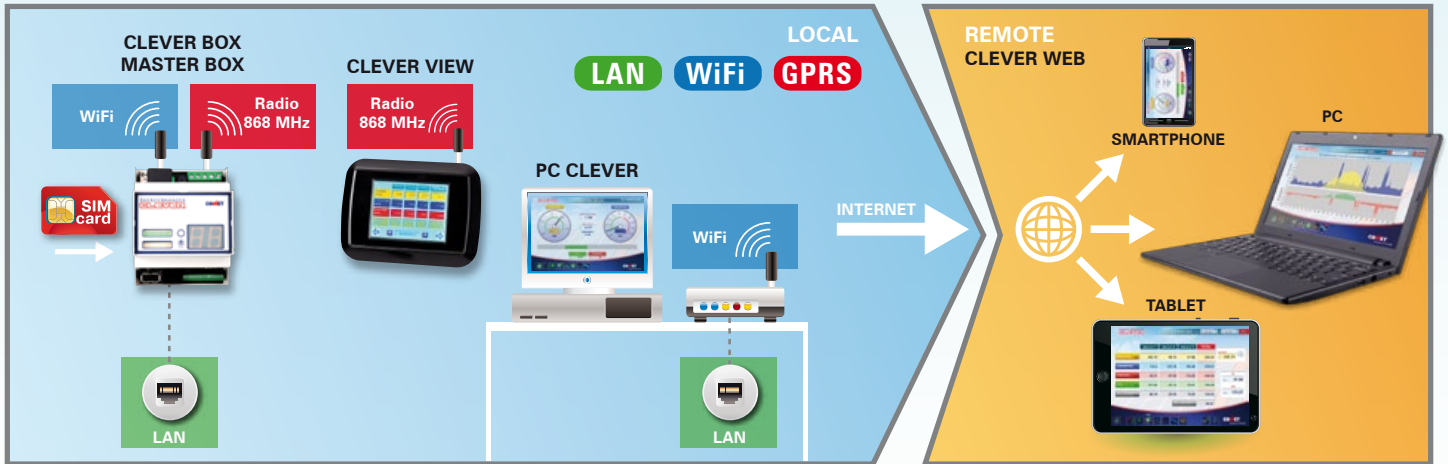 LOCAL
CLEVER BOX
MASTER BOX
CLEVER VIEW
LAN
WiFi
GPRS
WiFi
Radio
868 MHz
Radio
868 MHz
SIM
card
CLEVER
PC CLEVER
WiFi
INTERNET
LAN
LAN
REMOTE
CLEVER WEB
SMARTPHONE
PC
TABLET